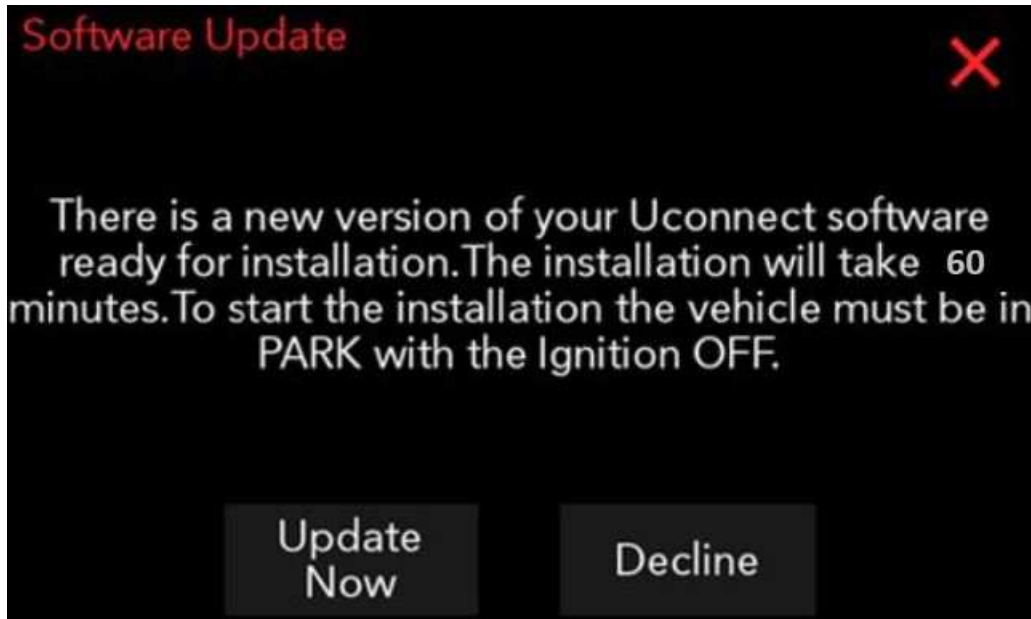 Software Update
There is a new version of your Uconnect software
ready for installation.The installation will take 60
minutes.To start the installation the vehicle must be in
PARK with the Ignition OFF.
Update
Now
Decline